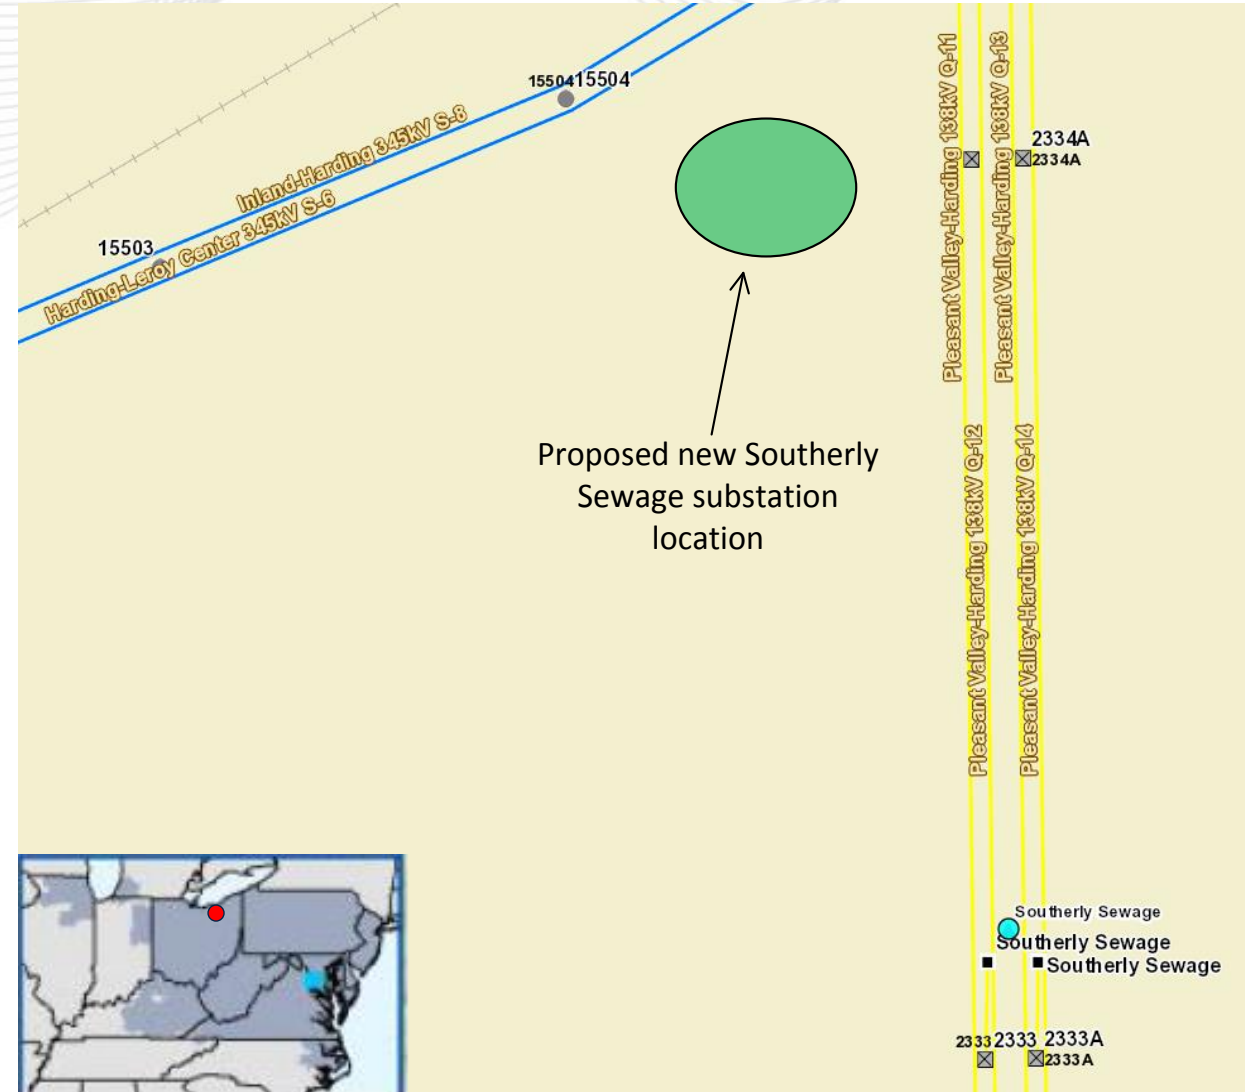 1550415504
Inland-Harding 345kV S-8
15503
Harding-Leroy Center 345kV S-6
Pleasant Valley-Harding 138kV Q-11
Pleasant Valley-Harding 138kV Q-13
2334A
2334A
Proposed new Southerly
Sewage substation
location
Pleasant Valley-Harding 138kV Q-12
Pleasant Valley-Harding 138kV Q-14
Southerly Sewage
Southerly Sewage
Southerly Sewage
2333 2333 2333A
2333A